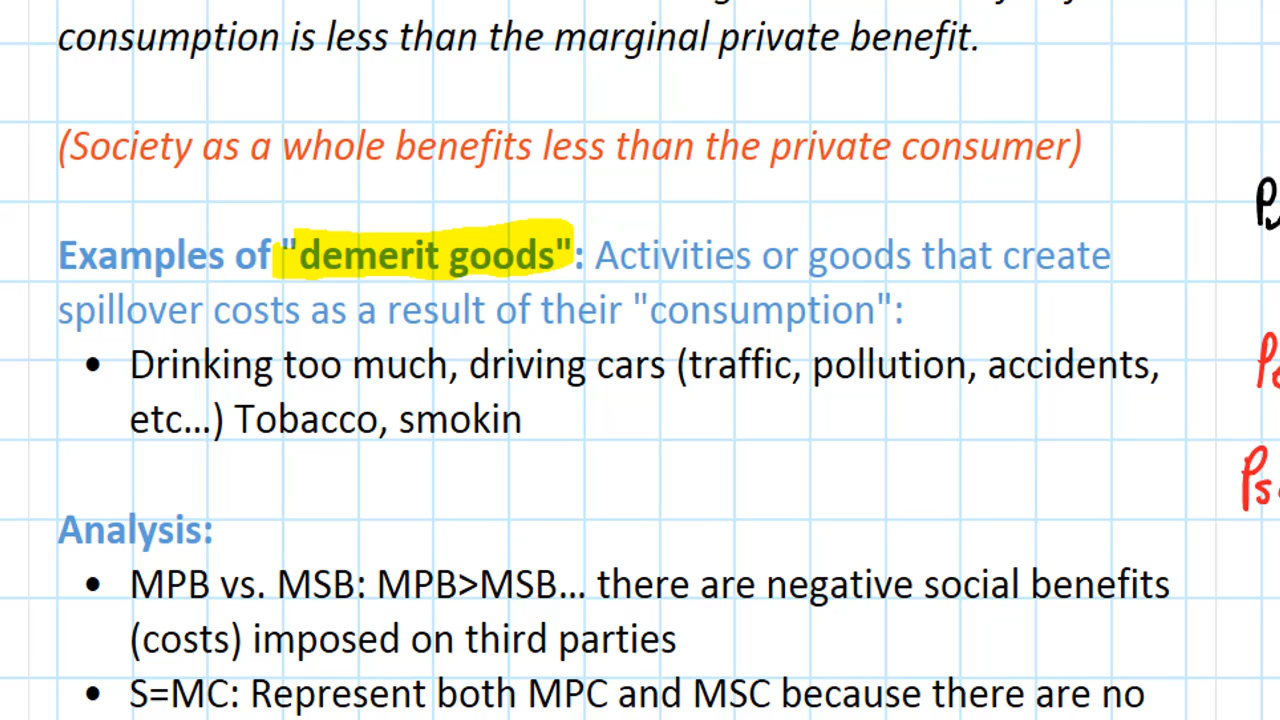 consumption is less than the marginal private benefit.
(Society as a whole benefits less than the private consumer)
Examples of "demerit goods": Activities or goods that create
spillover costs as a result of their "consumption":
• Drinking too much, driving cars (traffic, pollution, accidents,
etc...) Tobacco, smokin
Analysis:
• MPB vs. MSB: MPB>MSB... there are negative social benefits
(costs) imposed on third parties
• S=MC: Represent both MPC and MSC because there are no